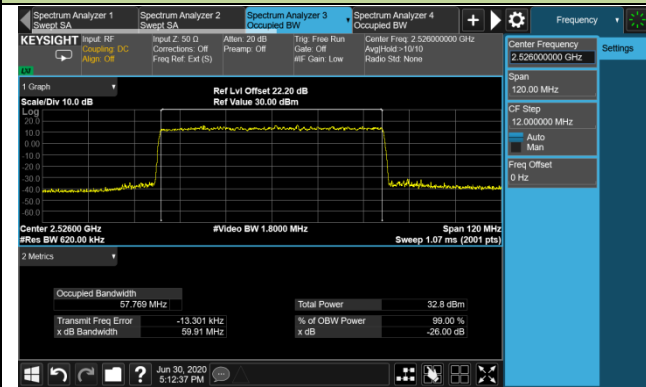 Spectrum Analyzer 1
Swept SA
Spectrum Analyzer 2
Swept SA
Spectrum Analyzer 3
Occupied BW
Spectrum Analyzer 4
Occupied BW
Frequency
KEYSIGHT
Input: RF
Coupling: DC
Align: Off
Input Z: 50 Ω
Corrections: Off
Freq Ref: Ext (S)
Atten: 20 dB
Preamp: Off
Trig: Free Run
Gate: Off
#IF Gain: Low
Center Freq: 2.526000000 GHz
Avg|Hold:>10/10
Radio Std: None
LXI
Center Frequency
2.526000000 GHz
Settings
Span
120.00 MHz
CF Step
12.000000 MHz
Auto
Man
Freq Offset
0 Hz
1 Graph
Scale/Div 10.0 dB
Ref Lvl Offset 22.20 dB
Ref Value 30.00 dBm
Log
20.0
10.0
0.00
-10.0
-20.0
-30.0
-40.0
-50.0
-60.0
Center 2.52600 GHz
#Video BW 1.8000 MHz
Span 120 MHz
#Res BW 620.00 kHz
Sweep 1.07 ms (2001 pts)
2 Metrics
Occupied Bandwidth
57.769 MHz
Total Power
32.8 dBm
Transmit Freq Error
-13.301 kHz
% of OBW Power
99.00 %
x dB Bandwidth
59.91 MHz
x dB
-26.00 dB
?
Jun 30, 2020
5:12:37 PM